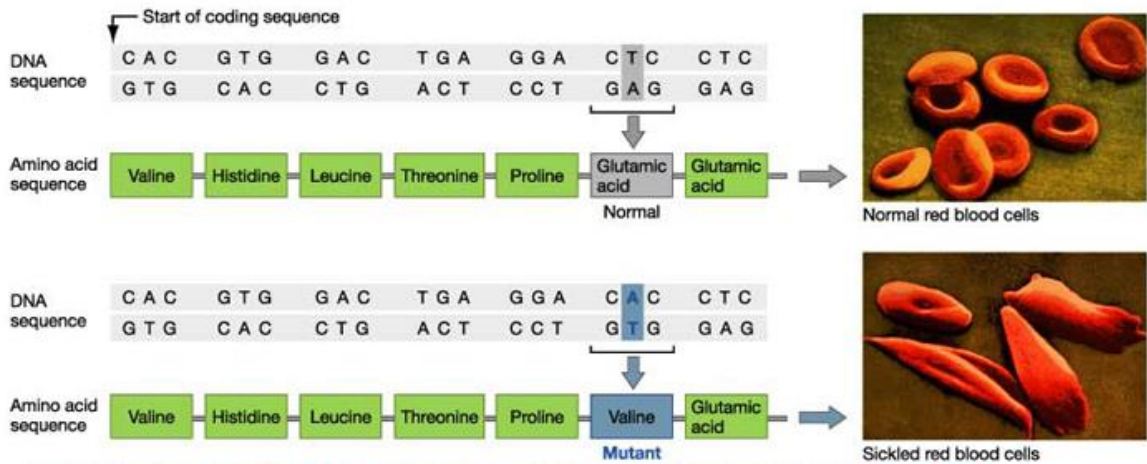 Start of coding sequence
DNA sequence
C A C G T G G A C T G A G G A C T C C T C
G T G C A C C T G A C T C C T G A G G A G
Amino acid sequence
Valine Histidine Leucine Threonine Proline Glutamic acid Glutamic acid
Normal
Normal red blood cells
DNA sequence
C A C G T G G A C T G A G G A C A C C T C
G T G C A C C T G A C T C C T G T G G A G
Amino acid sequence
Valine Histidine Leucine Threonine Proline Valine Glutamic acid
Mutant
Sickled red blood cells